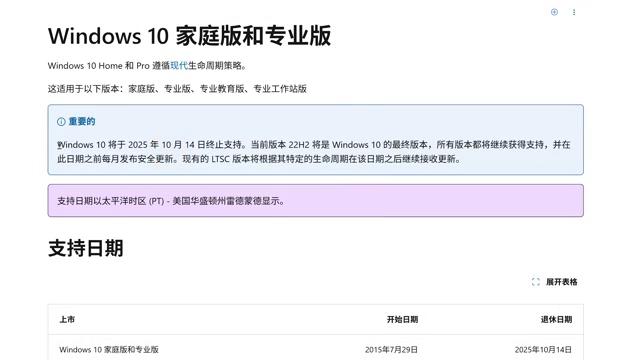 Windows 10 家庭版和专业版
Windows 10 Home 和 Pro 遵循现代生命周期策略。
这适用于以下版本：家庭版、专业版、专业教育版、专业工作站版
重要的
Windows 10 将于 2025 年 10 月 14 日终止支持。当前版本 22H2 将是 Windows 10 的最终版本，所有版本都将继续获得支持，并在
此日期之前每月发布安全更新。现有的 LTSC 版本将根据其特定的生命周期在该日期之后继续接收更新。
支持日期以太平洋时区 (PT) - 美国华盛顿州雷德蒙德显示。
支持日期
展开表格
上市 开始日期 退休日期
Windows 10 家庭版和专业版 2015年7月29日 2025年10月14日